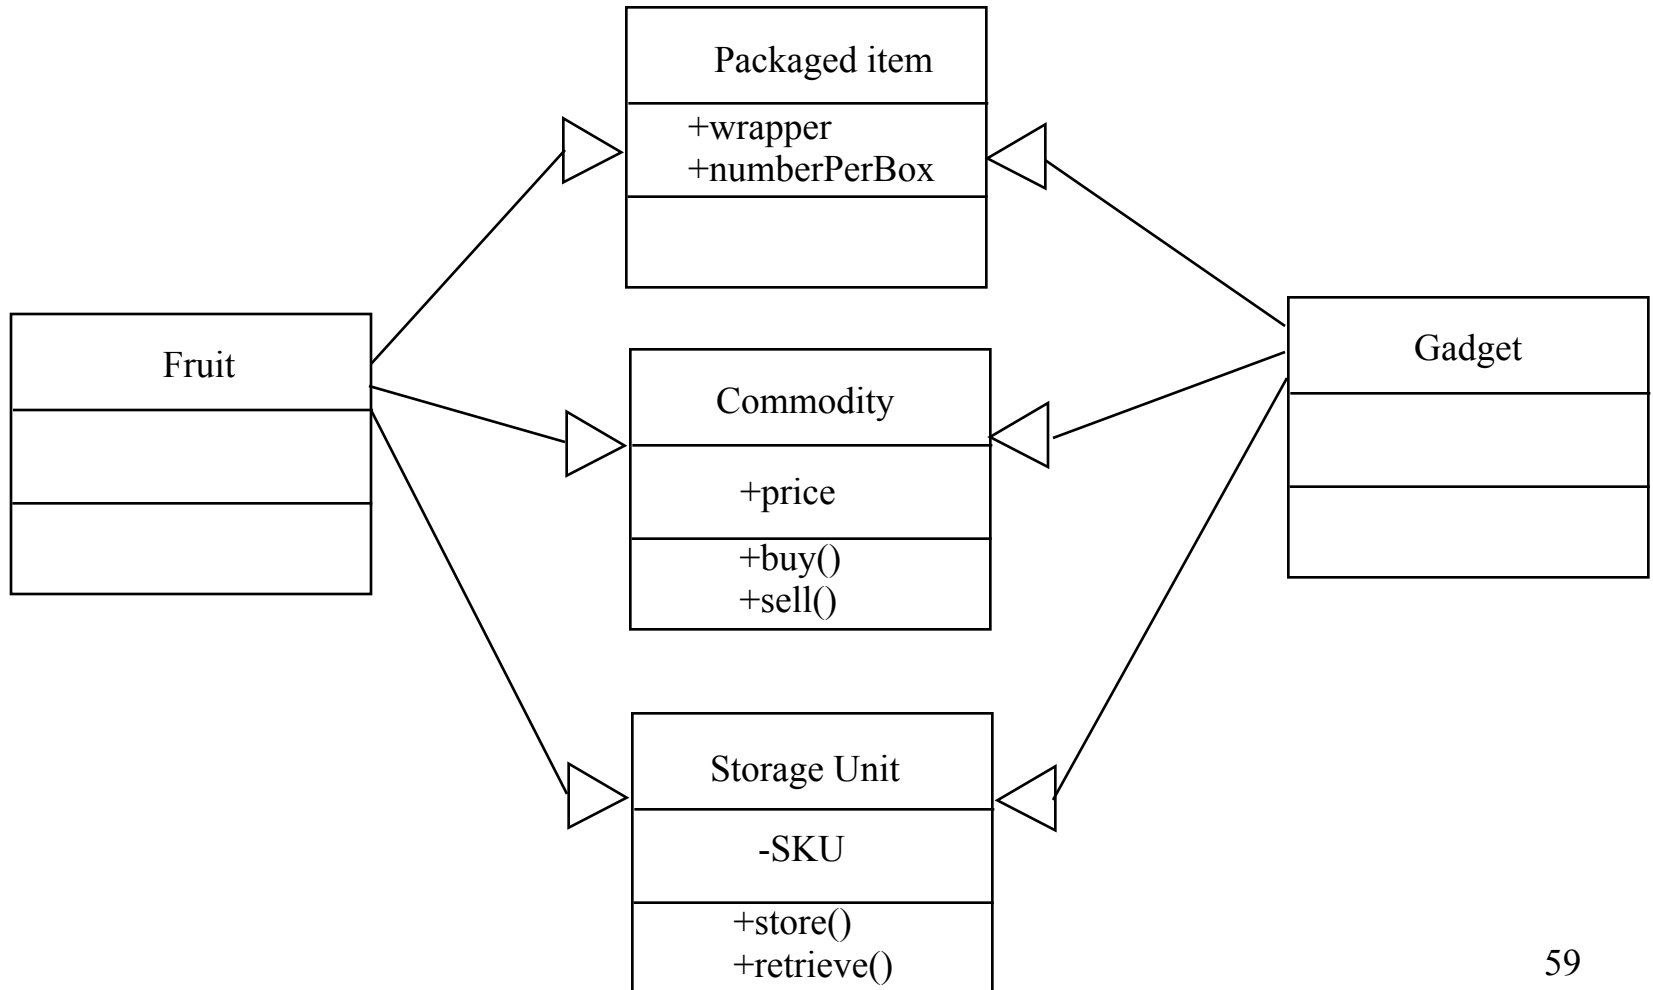 Packaged item
+wrapper
+numberPerBox
Fruit
Commodity
+price
+buy()
+sell()
Gadget
Storage Unit
-SKU
+store()
+retrieve()
59